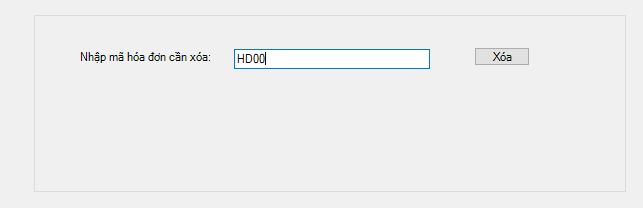 Nhập mã hóa đơn cần xóa: HD00 Xóa